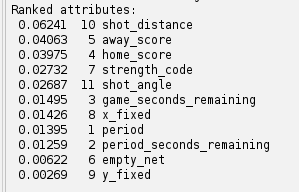 Ranked attributes:
0.06241 10 shot_distance
0.04063 5 away_score
0.03975 4 home_score
0.02732 7 strength_code
0.02687 11 shot_angle
0.01495 3 game_seconds_remaining
0.01426 8 x_fixed
0.01395 1 period
0.01259 2 period_seconds_remaining
0.00622 6 empty_net
0.00269 9 y_fixed